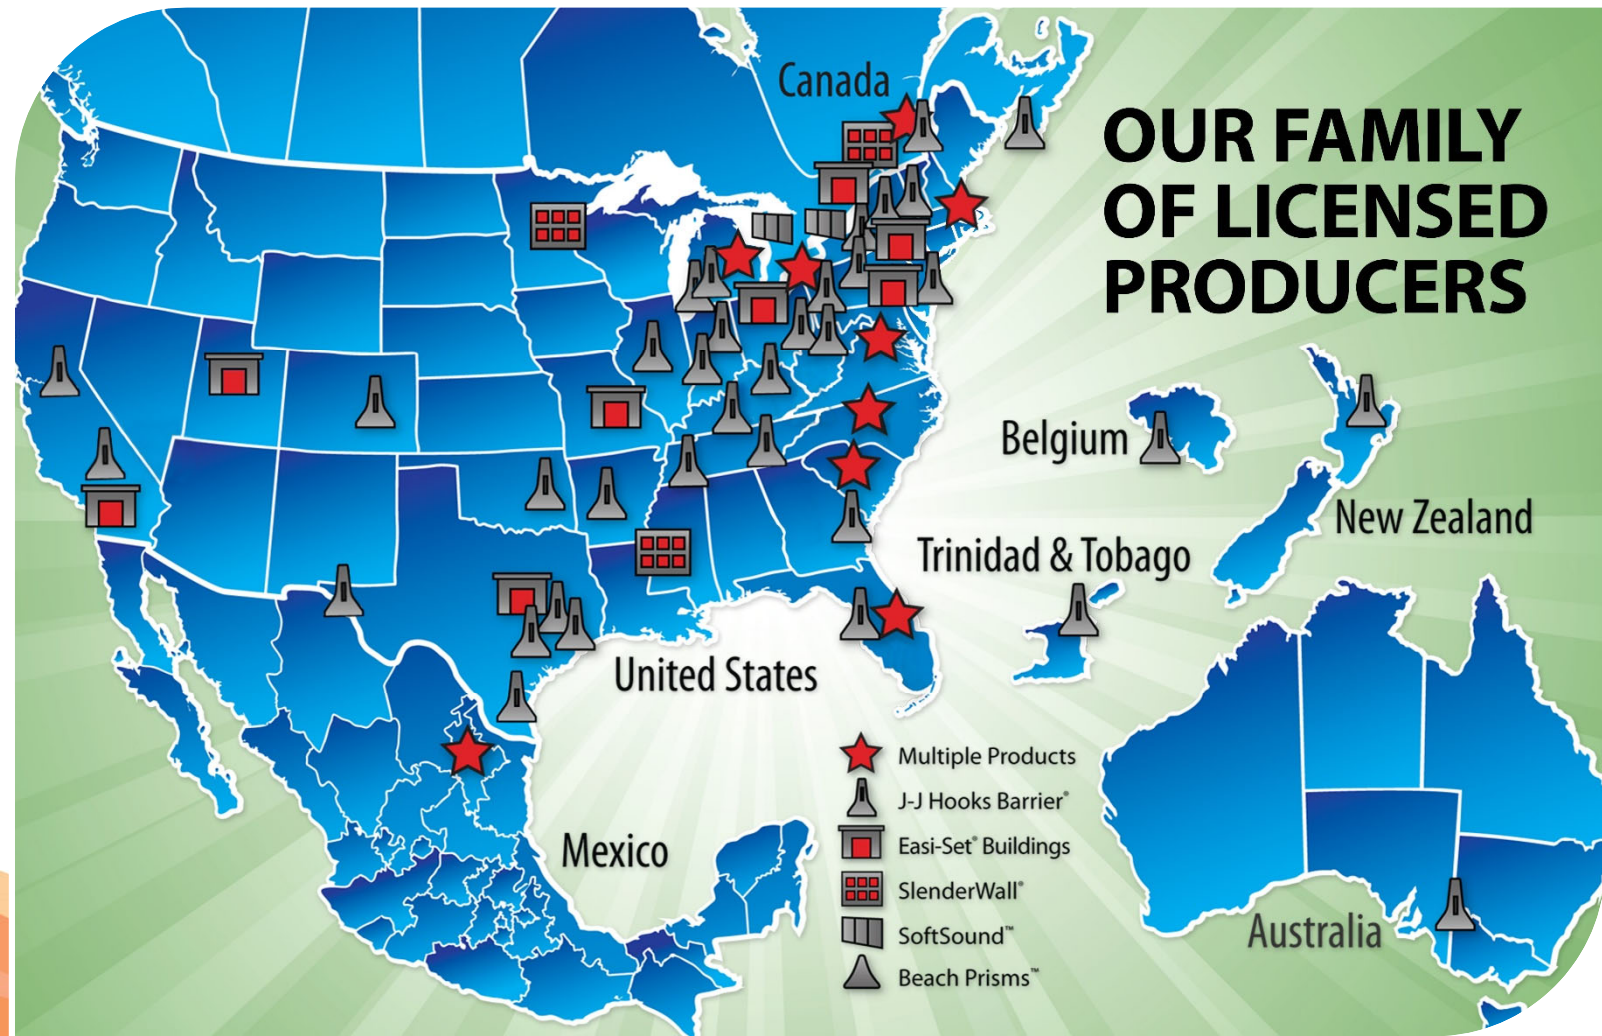 Canada
OUR FAMILY
OF LICENSED
PRODUCERS
Belgium
New Zealand
Trinidad & Tobago
United States
Mexico
Australia
Multiple Products
J-J Hooks Barrier®
Easi-Set® Buildings
SlenderWall®
SoftSound™
Beach Prisms™